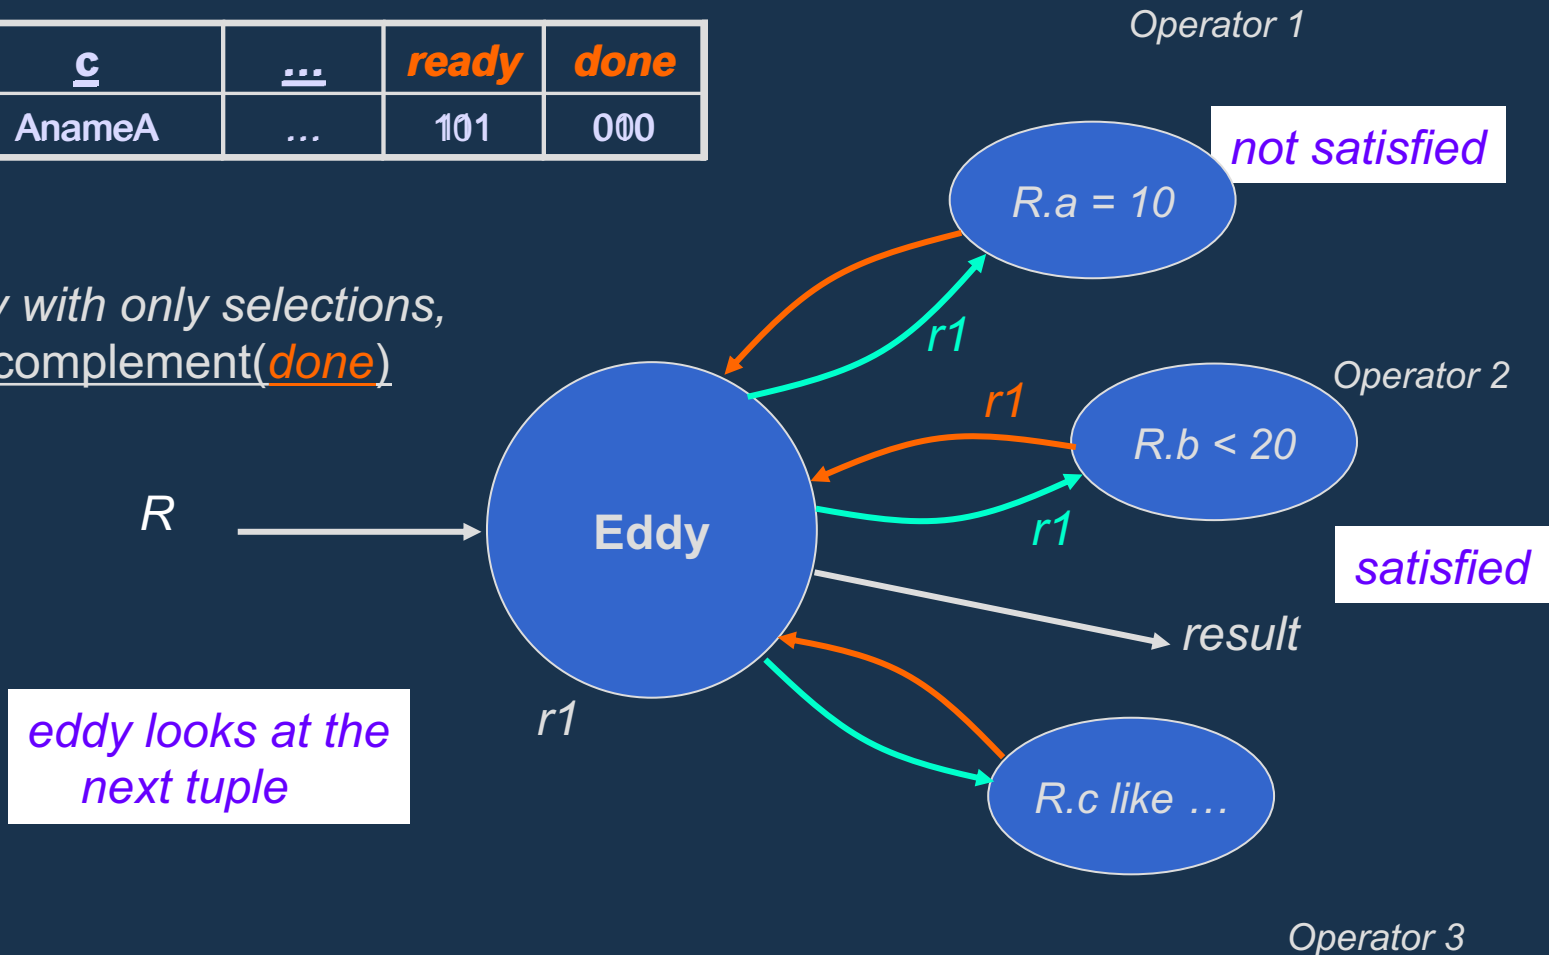 Operator 1
c … ready done
AnameA … 101 000
not satisfied
R.a = 10
with only selections,
complement(done)
r1
Operator 2
r1
R.b < 20
R
Eddy
r1
satisfied
result
eddy looks at the
next tuple
r1
R.c like …
Operator 3